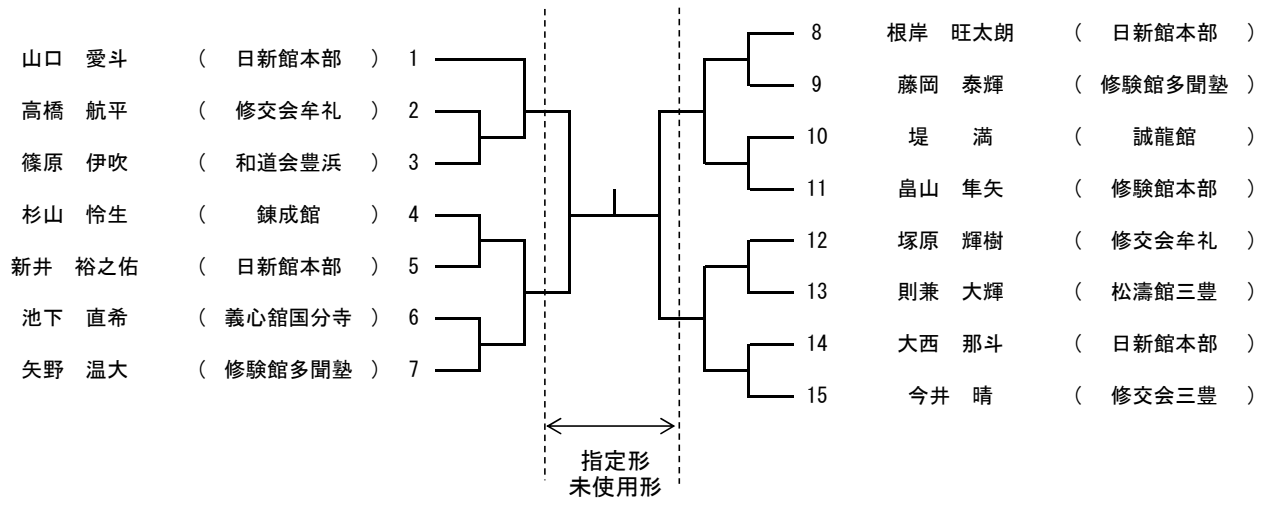 山口　愛斗　（　日新館本部　）　1
高橋　航平　（　修交会牟礼　）　2
篠原　伊吹　（　和道会豊浜　）　3
杉山　怜生　（　錬成館　）　4
新井　裕之佑　（　日新館本部　）　5
池下　直希　（　義心舘国分寺　）　6
矢野　温大　（　修験館多聞塾　）　7
8　根岸　旺太朗　（　日新館本部　）
9　藤岡　泰輝　（　修験館多聞塾　）
10　堤　満　（　誠龍館　）
11　畠山　隼矢　（　修験館本部　）
12　塚原　輝樹　（　修交会牟礼　）
13　則兼　大輝　（　松濤館三豊　）
14　大西　那斗　（　日新館本部　）
15　今井　晴　（　修交会三豊　）
指定形
未使用形